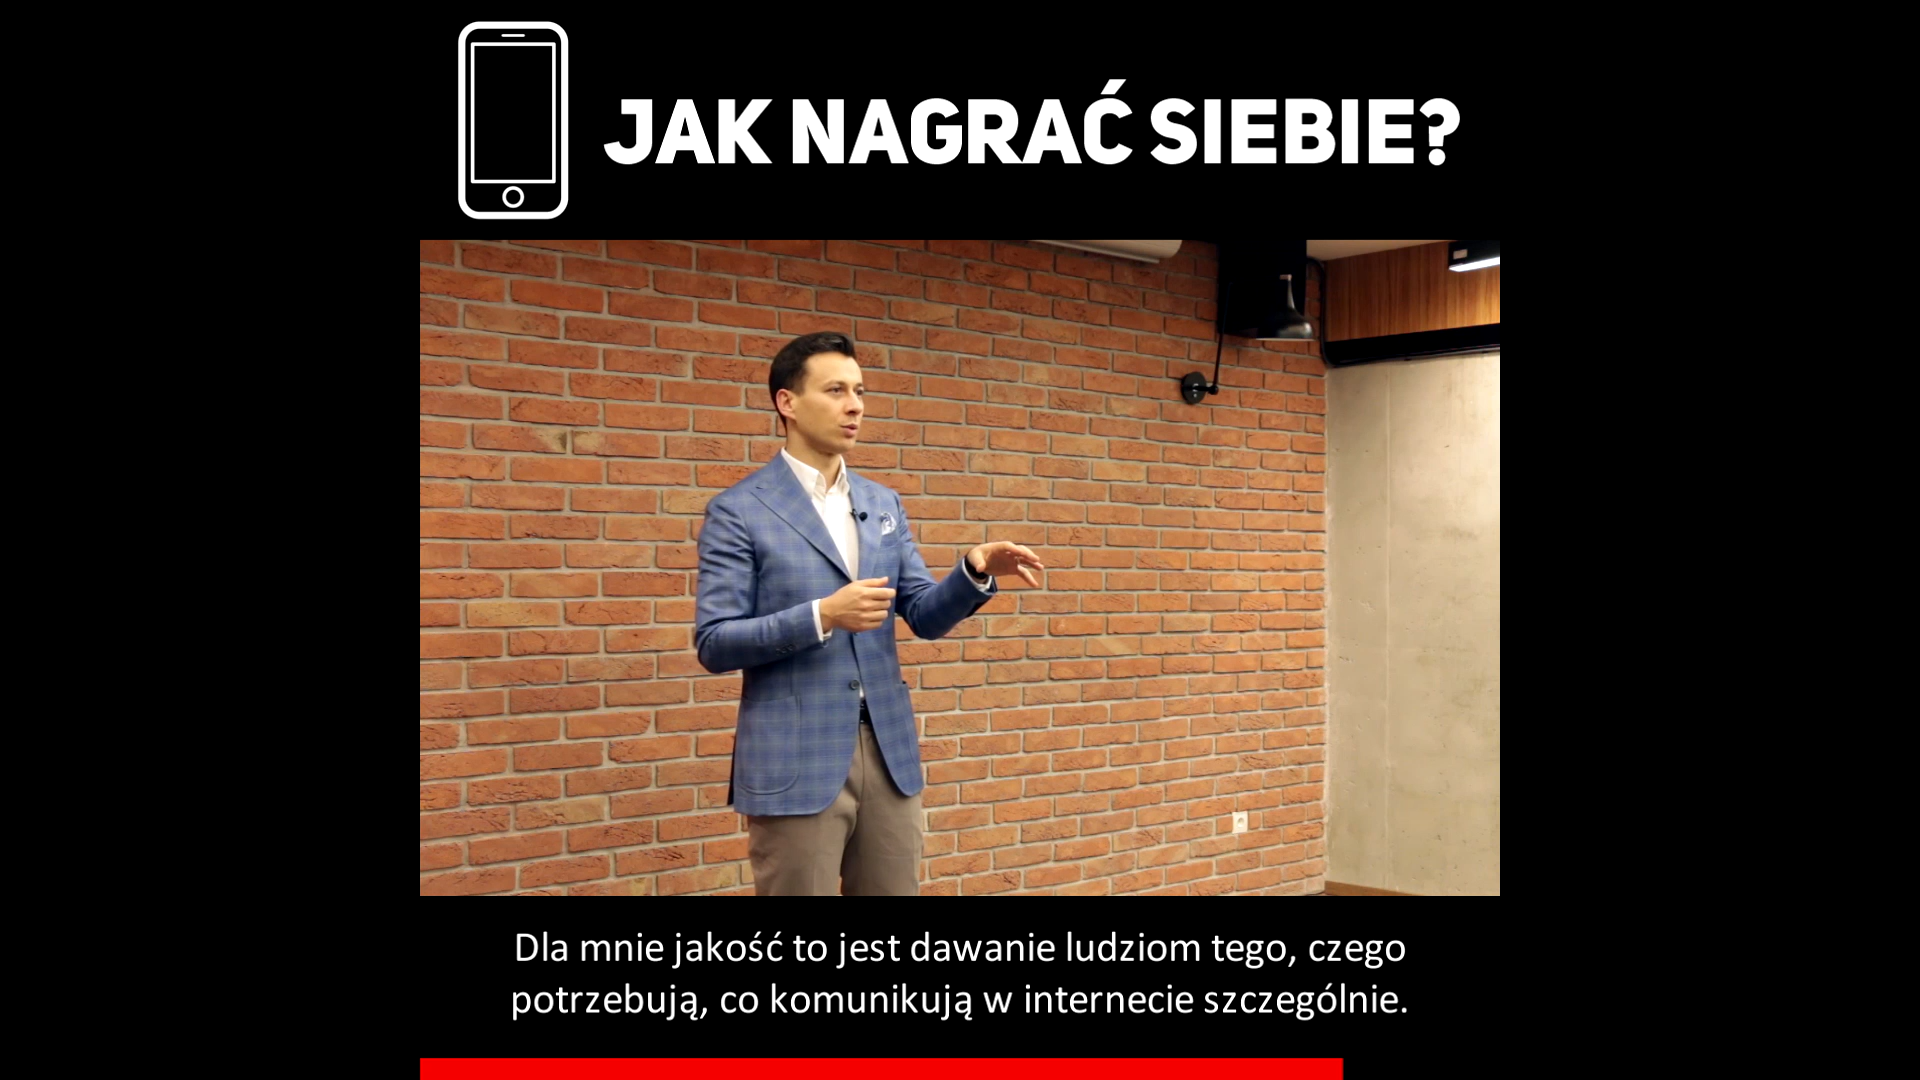 JAK NAGRAĆ SIEBIE?
Dla mnie jakość to jest dawanie ludziom tego, czego
potrzebują, co komunikują w internecie szczególnie.